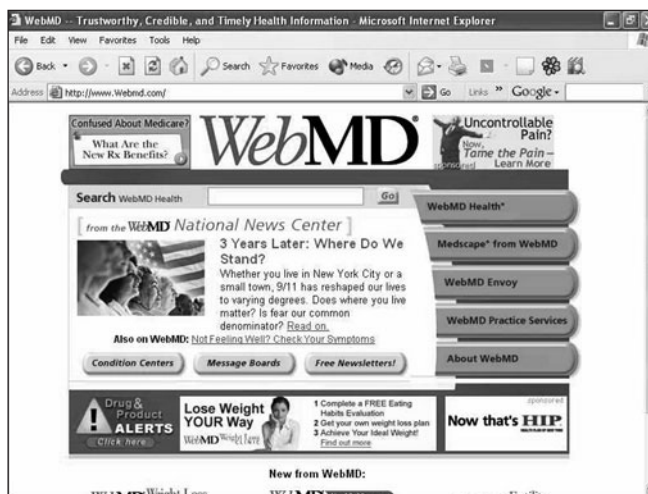 WebMD -- Trustworthy, Credible, and Timely Health Information - Microsoft Internet Explorer
File Edit View Favorites Tools Help
Back Search Favorites Media
Address http://www.Webmd.com/ Go Links » Google
Confused About Medicare?
What Are the
New Rx Benefits?
WebMD®
Uncontrollable
Pain?
Now,
Tame the Pain –
Learn More
sponsored
Search WebMD Health Go
[ from the WebMD National News Center ]
3 Years Later: Where Do We
Stand?
Whether you live in New York City or a
small town, 9/11 has reshaped our lives
to varying degrees. Does where you live
matter? Is fear our common
denominator? Read on.
Also on WebMD: Not Feeling Well? Check Your Symptoms
Condition Centers Message Boards Free Newsletters!
WebMD Health®
Medscape® from WebMD
WebMD Envoy
WebMD Practice Services
About WebMD
Drug &
Product
ALERTS
Click here
Lose Weight
YOUR Way
WebMD Weight Loss
1 Complete a FREE Eating
Habits Evaluation
2 Get your own weight loss plan
3 Achieve Your Ideal Weight!
Find out more
sponsored
Now that's HIP
New from WebMD: